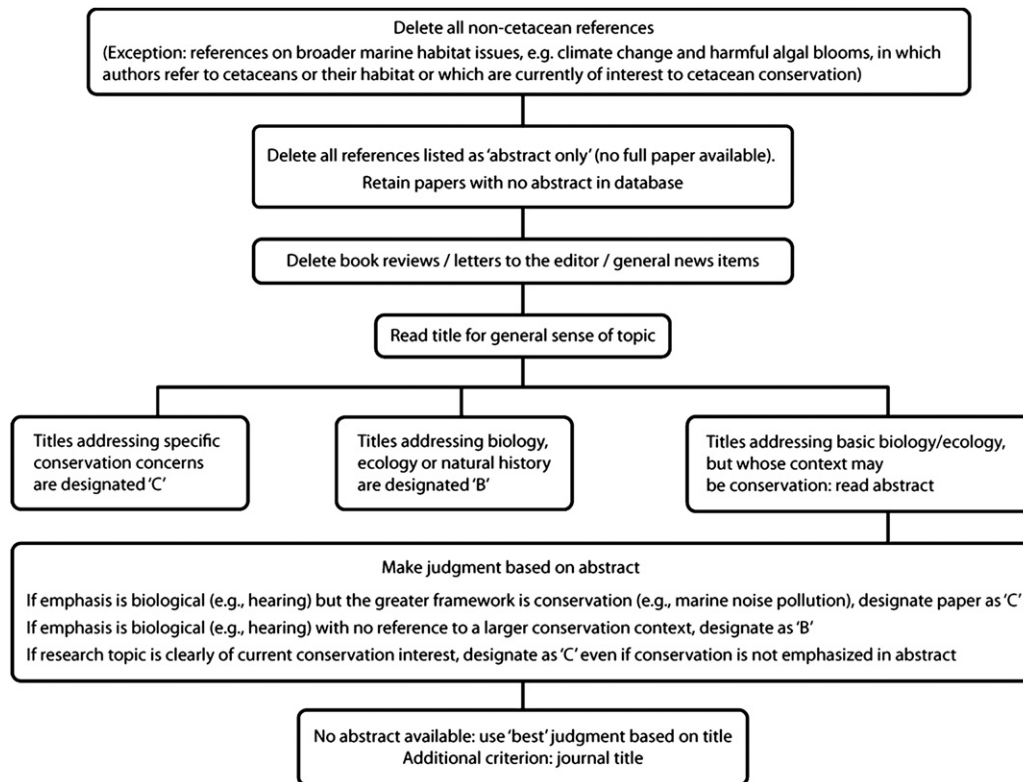 Delete all non-cetacean references
(Exception: references on broader marine habitat issues, e.g. climate change and harmful algal blooms, in which
authors refer to cetaceans or their habitat or which are currently of interest to cetacean conservation)
Delete all references listed as ‘abstract only’ (no full paper available).
Retain papers with no abstract in database
Delete book reviews / letters to the editor / general news items
Read title for general sense of topic
Titles addressing specific
conservation concerns
are designated ‘C’
Titles addressing biology,
ecology or natural history
are designated ‘B’
Titles addressing basic biology/ecology,
but whose context may
be conservation: read abstract
Make judgment based on abstract
If emphasis is biological (e.g., hearing) but the greater framework is conservation (e.g., marine noise pollution), designate paper as ‘C’
If emphasis is biological (e.g., hearing) with no reference to a larger conservation context, designate as ‘B’
If research topic is clearly of current conservation interest, designate as ‘C’ even if conservation is not emphasized in abstract
No abstract available: use ‘best’ judgment based on title
Additional criterion: journal title